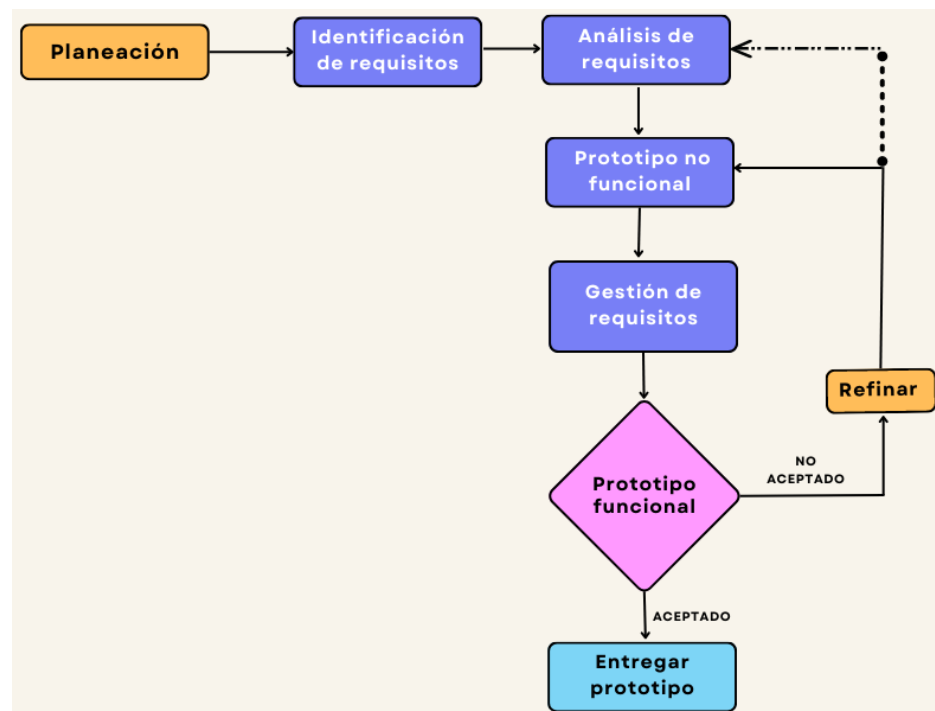 Planeación
Identificación
de requisitos
Análisis de
requisitos
Prototipo no
funcional
Gestión de
requisitos
Refinar
NO
ACEPTADO
Prototipo
funcional
ACEPTADO
Entregar
prototipo